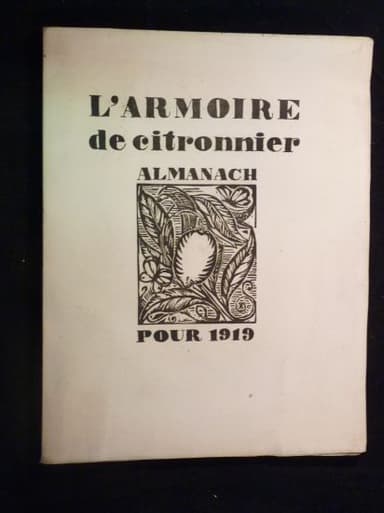 L'ARMOIRE
de citronnier
ALMANACH
POUR 1919